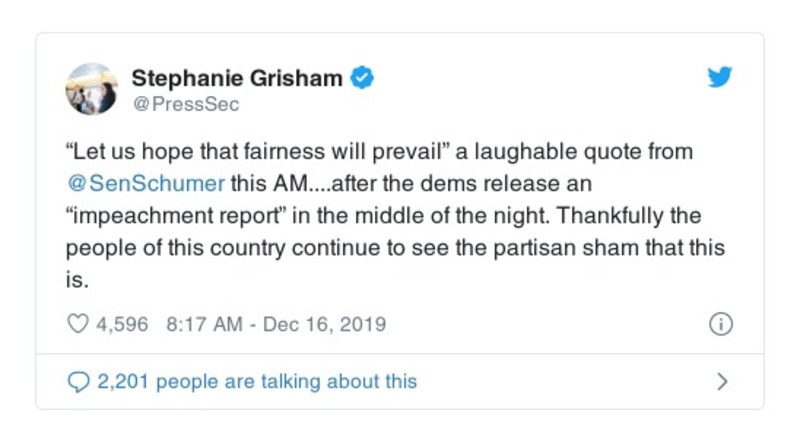 Stephanie Grisham
@PressSec
“Let us hope that fairness will prevail” a laughable quote from
@SenSchumer this AM....after the dems release an
“impeachment report” in the middle of the night. Thankfully the
people of this country continue to see the partisan sham that this
is.
4,596 8:17 AM - Dec 16, 2019
2,201 people are talking about this